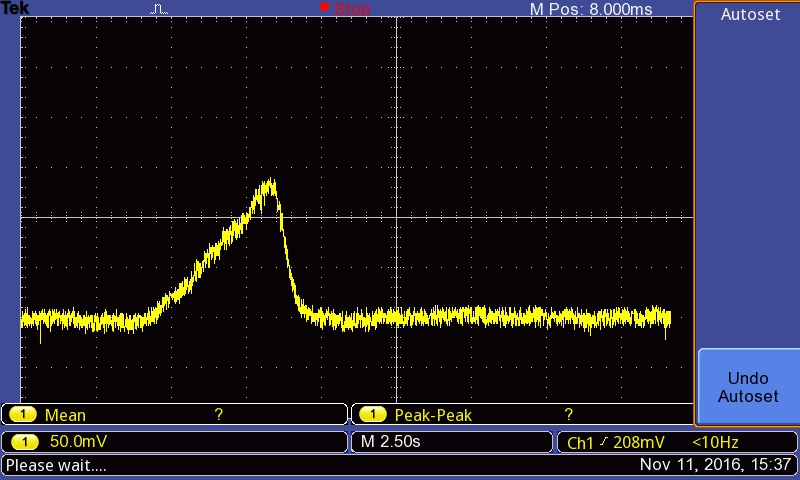 Tek
Stop
M Pos: 8.000ms
Autoset
Undo
Autoset
1 Mean ?
1 Peak-Peak ?
1 50.0mV
M 2.50s
Ch1 208mV <10Hz
Please wait....
Nov 11, 2016, 15:37